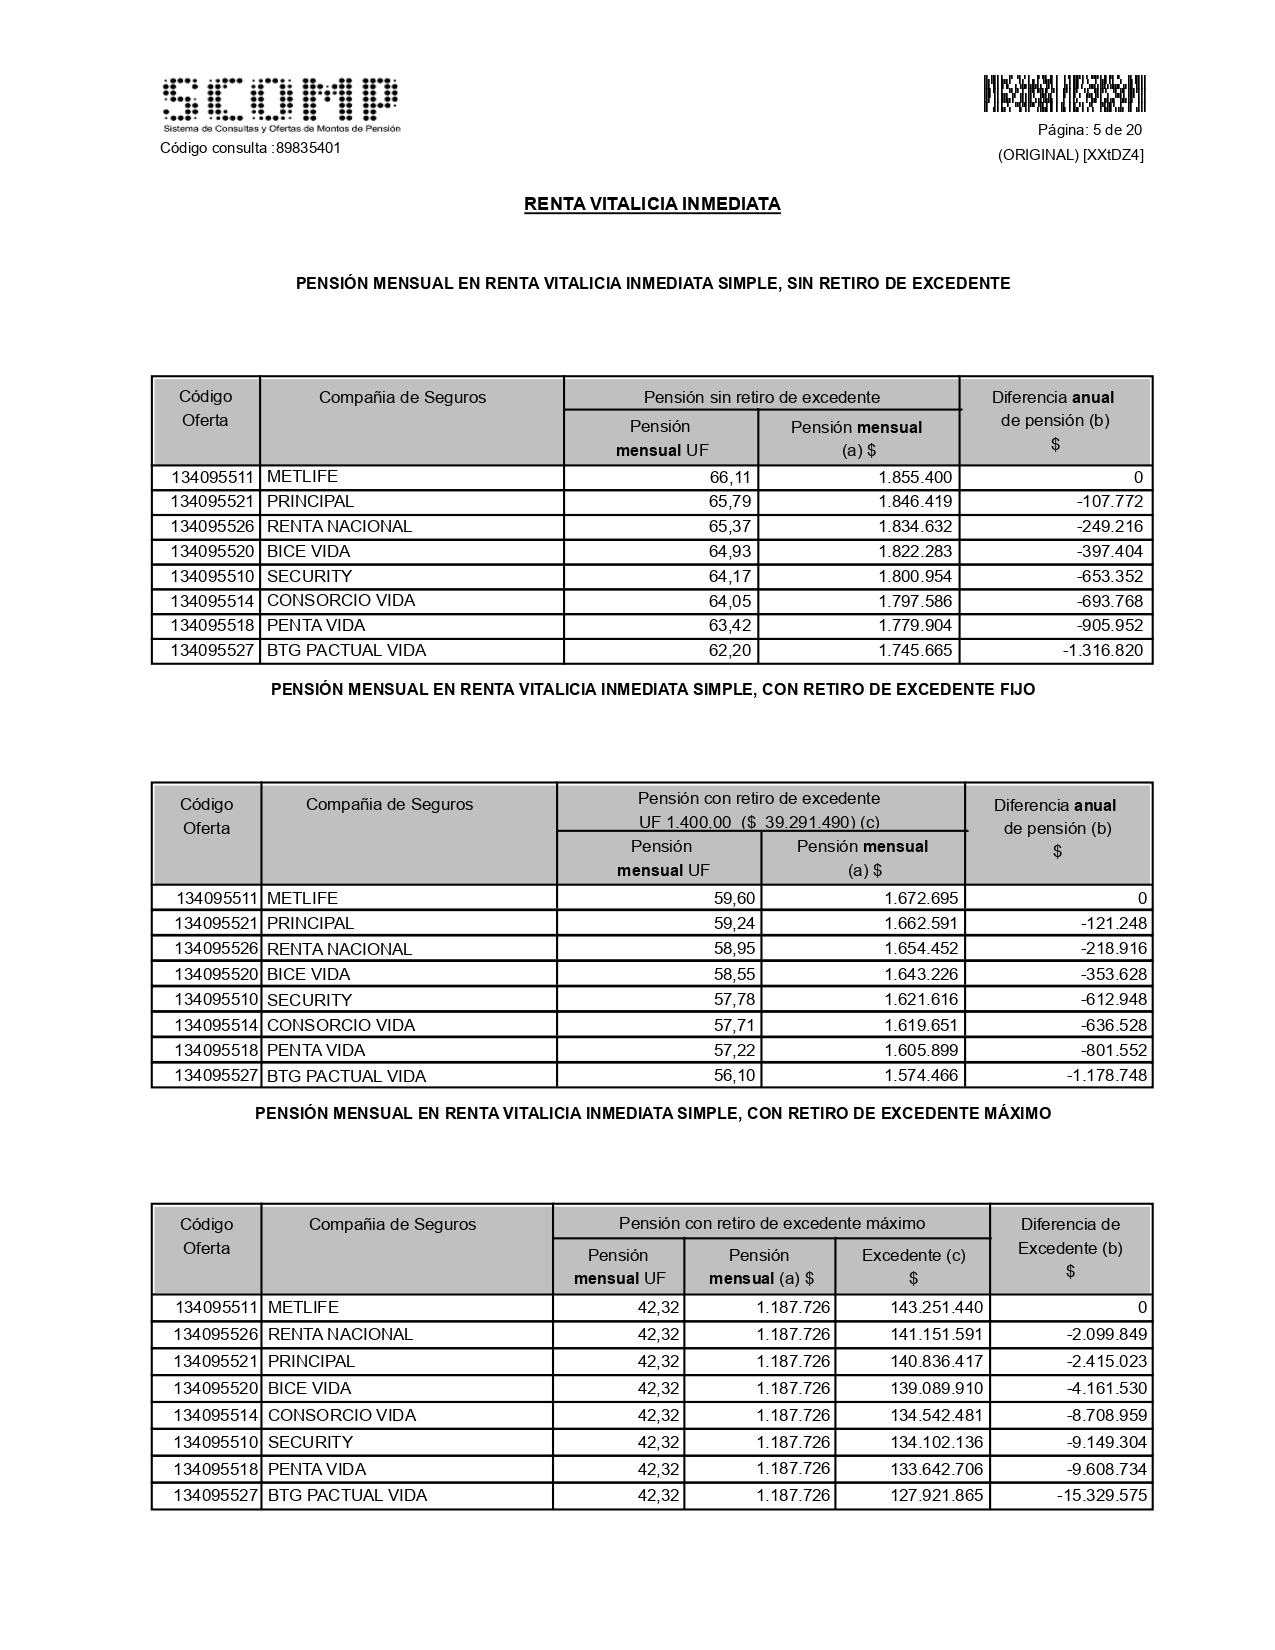 SCOMP
Sistema de Consultas y Ofertas de Montos de Pensión
Código consulta :89835401
Página: 5 de 20
(ORIGINAL) [XXtDZ4]
RENTA VITALICIA INMEDIATA
PENSIÓN MENSUAL EN RENTA VITALICIA INMEDIATA SIMPLE, SIN RETIRO DE EXCEDENTE
Código Oferta Compañia de Seguros Pensión sin retiro de excedente Diferencia anual de pensión (b) $
Pensión mensual UF Pensión mensual (a) $
134095511 METLIFE 66,11 1.855.400 0
134095521 PRINCIPAL 65,79 1.846.419 -107.772
134095526 RENTA NACIONAL 65,37 1.834.632 -249.216
134095520 BICE VIDA 64,93 1.822.283 -397.404
134095510 SECURITY 64,17 1.800.954 -653.352
134095514 CONSORCIO VIDA 64,05 1.797.586 -693.768
134095518 PENTA VIDA 63,42 1.779.904 -905.952
134095527 BTG PACTUAL VIDA 62,20 1.745.665 -1.316.820
PENSIÓN MENSUAL EN RENTA VITALICIA INMEDIATA SIMPLE, CON RETIRO DE EXCEDENTE FIJO
Código Oferta Compañia de Seguros Pensión con retiro de excedente UF 1.400,00 ($ 39.291.490) (c) Diferencia anual de pensión (b) $
Pensión mensual UF Pensión mensual (a) $
134095511 METLIFE 59,60 1.672.695 0
134095521 PRINCIPAL 59,24 1.662.591 -121.248
134095526 RENTA NACIONAL 58,95 1.654.452 -218.916
134095520 BICE VIDA 58,55 1.643.226 -353.628
134095510 SECURITY 57,78 1.621.616 -612.948
134095514 CONSORCIO VIDA 57,71 1.619.651 -636.528
134095518 PENTA VIDA 57,22 1.605.899 -801.552
134095527 BTG PACTUAL VIDA 56,10 1.574.466 -1.178.748
PENSIÓN MENSUAL EN RENTA VITALICIA INMEDIATA SIMPLE, CON RETIRO DE EXCEDENTE MÁXIMO
Código Oferta Compañia de Seguros Pensión con retiro de excedente máximo Diferencia de Excedente (b) $
Pensión mensual UF Pensión mensual (a) $ Excedente (c) $
134095511 METLIFE 42,32 1.187.726 143.251.440 0
134095526 RENTA NACIONAL 42,32 1.187.726 141.151.591 -2.099.849
134095521 PRINCIPAL 42,32 1.187.726 140.836.417 -2.415.023
134095520 BICE VIDA 42,32 1.187.726 139.089.910 -4.161.530
134095514 CONSORCIO VIDA 42,32 1.187.726 134.542.481 -8.708.959
134095510 SECURITY 42,32 1.187.726 134.102.136 -9.149.304
134095518 PENTA VIDA 42,32 1.187.726 133.642.706 -9.608.734
134095527 BTG PACTUAL VIDA 42,32 1.187.726 127.921.865 -15.329.575